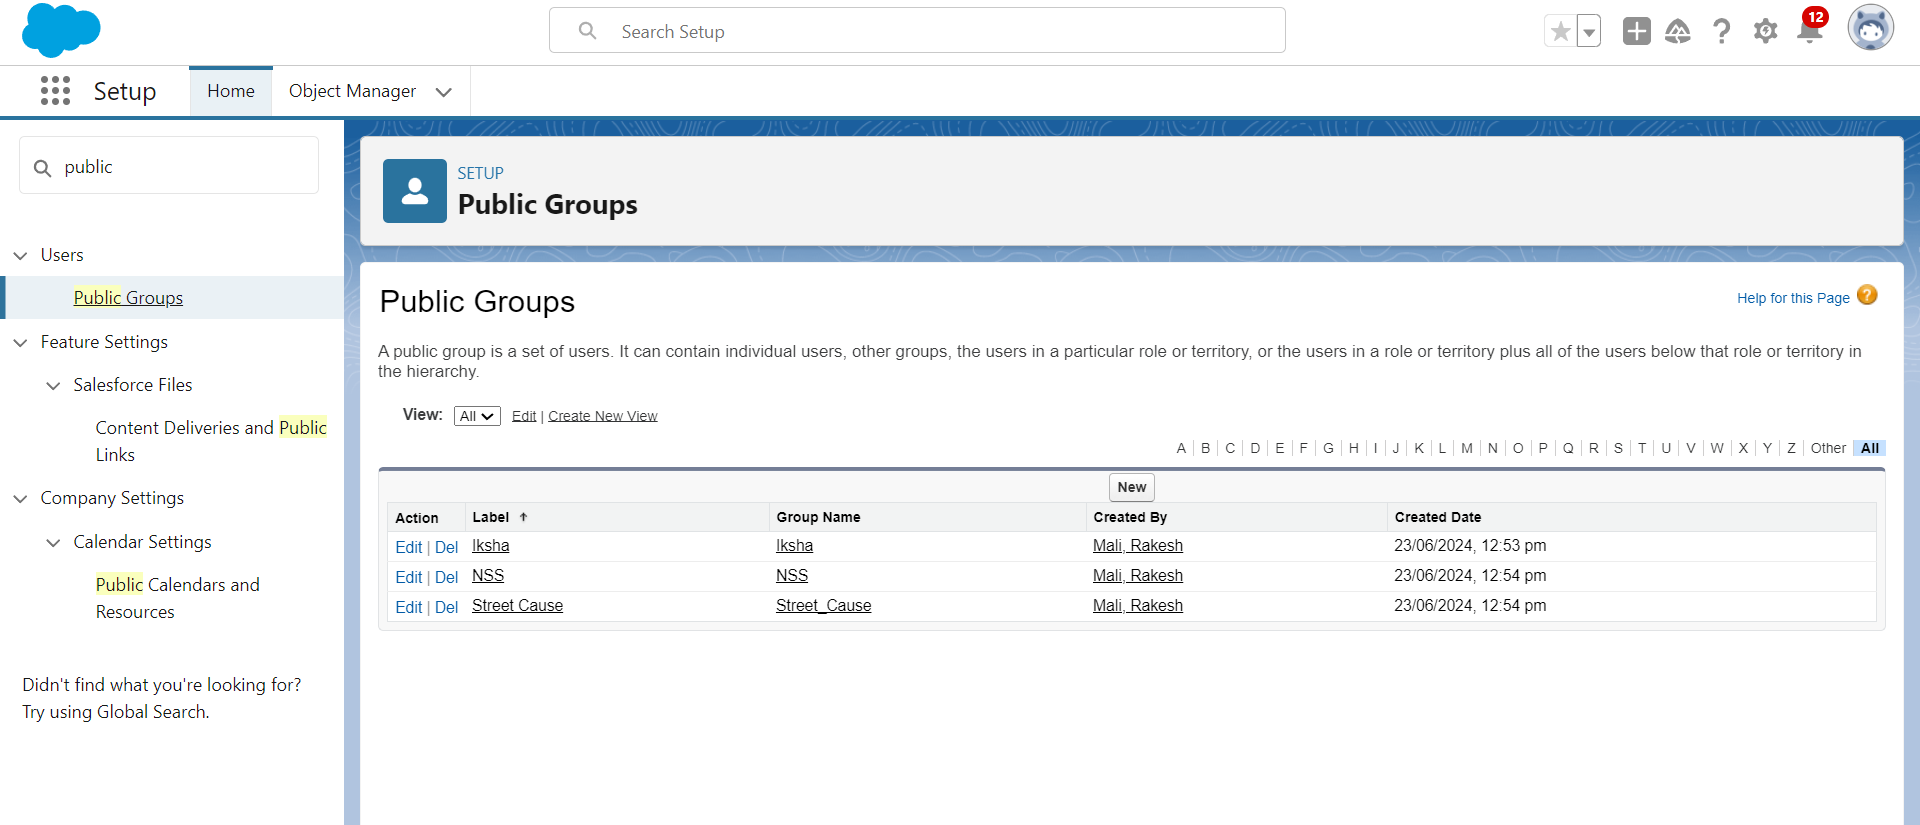 Search Setup
12
Setup
Home
Object Manager
public
Users
Public Groups
Feature Settings
Salesforce Files
Content Deliveries and Public
Links
Company Settings
Calendar Settings
Public Calendars and
Resources
Didn't find what you're looking for?
Try using Global Search.
SETUP
Public Groups
Public Groups
Help for this Page ?
A public group is a set of users. It can contain individual users, other groups, the users in a particular role or territory, or the users in a role or territory plus all of the users below that role or territory in
the hierarchy.
View: All Edit | Create New View
A | B | C | D | E | F | G | H | I | J | K | L | M | N | O | P | Q | R | S | T | U | V | W | X | Y | Z | Other | All
New
Action Label ↑ Group Name Created By Created Date
Edit | Del Iksha Iksha Mali, Rakesh 23/06/2024, 12:53 pm
Edit | Del NSS NSS Mali, Rakesh 23/06/2024, 12:54 pm
Edit | Del Street Cause Street_Cause Mali, Rakesh 23/06/2024, 12:54 pm